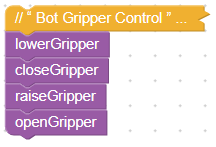 // “ Bot Gripper Control ” ...
lowerGripper
closeGripper
raiseGripper
openGripper